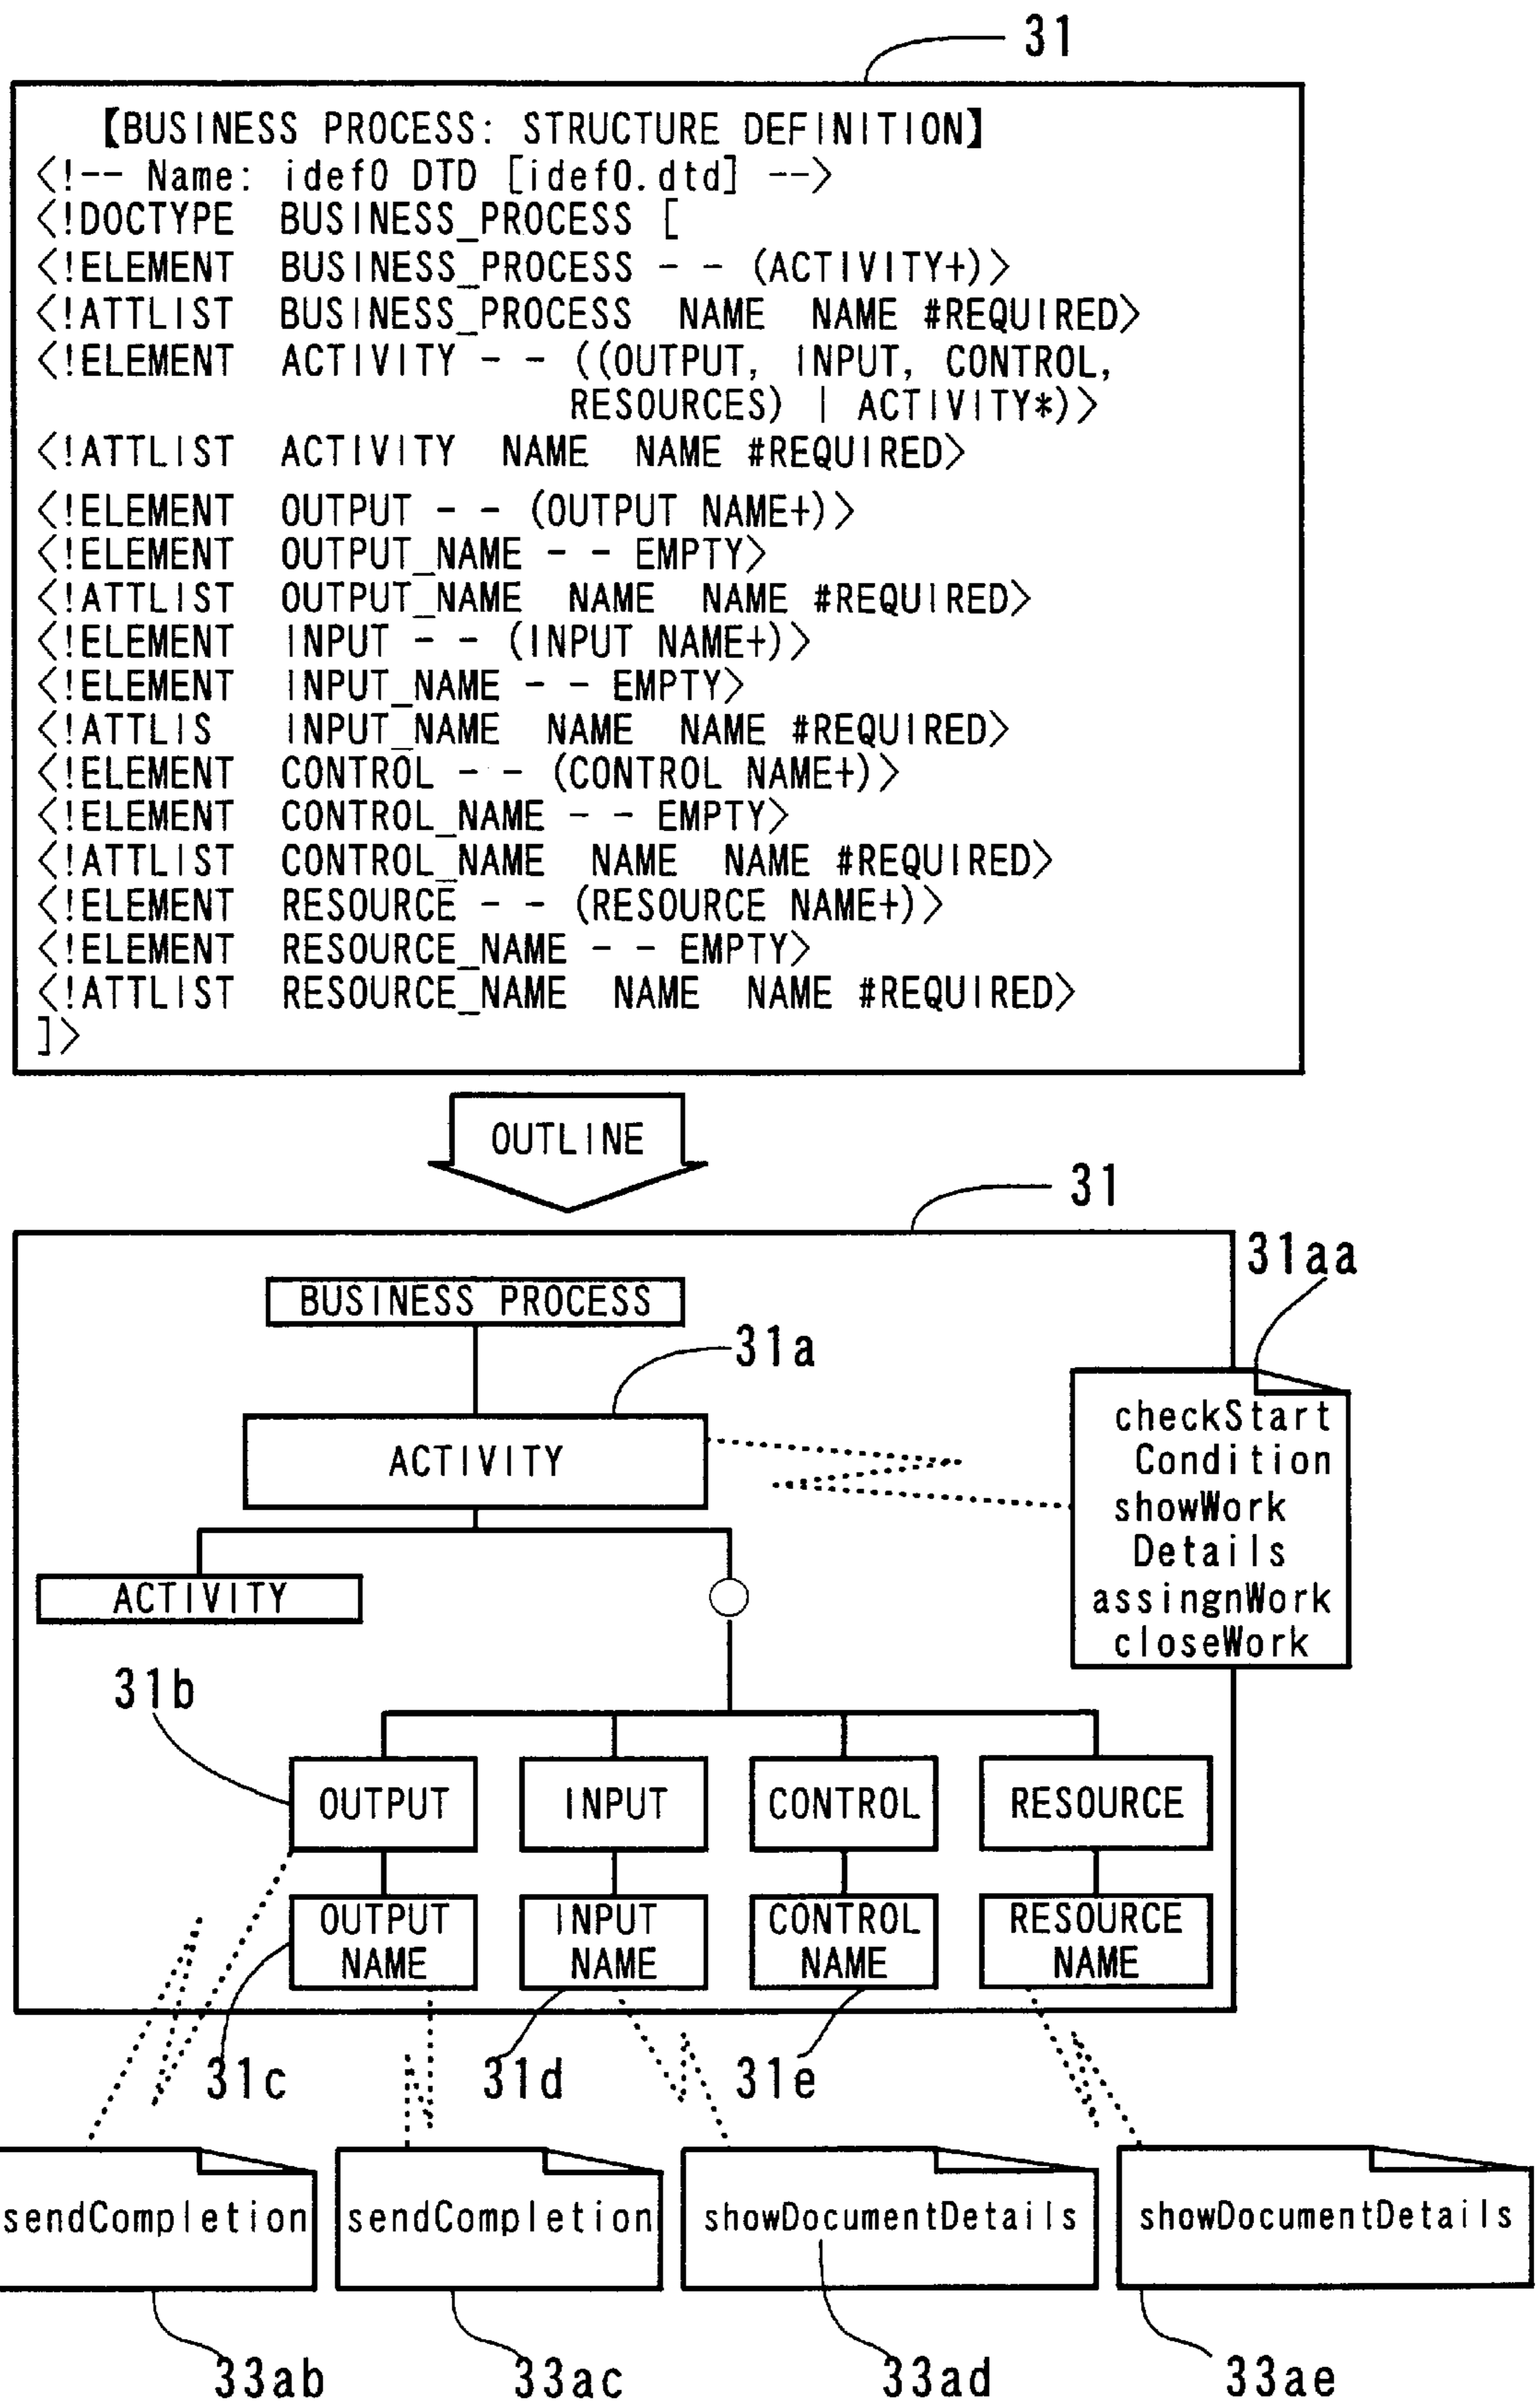 31
【BUSINESS PROCESS: STRUCTURE DEFINITION】
<!-- Name: idef0 DTD [idef0.dtd] -->
<!DOCTYPE BUSINESS_PROCESS [
<!ELEMENT BUSINESS_PROCESS - - (ACTIVITY+)>
<!ATTLIST BUSINESS_PROCESS NAME NAME #REQUIRED>
<!ELEMENT ACTIVITY - - ((OUTPUT, INPUT, CONTROL,
RESOURCES) | ACTIVITY*)>
<!ATTLIST ACTIVITY NAME NAME #REQUIRED>
<!ELEMENT OUTPUT - - (OUTPUT NAME+)>
<!ELEMENT OUTPUT_NAME - - EMPTY>
<!ATTLIST OUTPUT_NAME NAME NAME #REQUIRED>
<!ELEMENT INPUT - - (INPUT NAME+)>
<!ELEMENT INPUT_NAME - - EMPTY>
<!ATTLIS INPUT_NAME NAME NAME #REQUIRED>
<!ELEMENT CONTROL - - (CONTROL NAME+)>
<!ELEMENT CONTROL_NAME - - EMPTY>
<!ATTLIST CONTROL_NAME NAME NAME #REQUIRED>
<!ELEMENT RESOURCE - - (RESOURCE NAME+)>
<!ELEMENT RESOURCE_NAME - - EMPTY>
<!ATTLIST RESOURCE_NAME NAME NAME #REQUIRED>
]>
OUTLINE
31
31aa
BUSINESS PROCESS
31a
ACTIVITY
checkStart
Condition
showWork
Details
assingnWork
closeWork
ACTIVITY
31b
OUTPUT
INPUT
CONTROL
RESOURCE
OUTPUT
NAME
INPUT
NAME
CONTROL
NAME
RESOURCE
NAME
31c
31d
31e
sendCompletion
sendCompletion
showDocumentDetails
showDocumentDetails
33ab
33ac
33ad
33ae